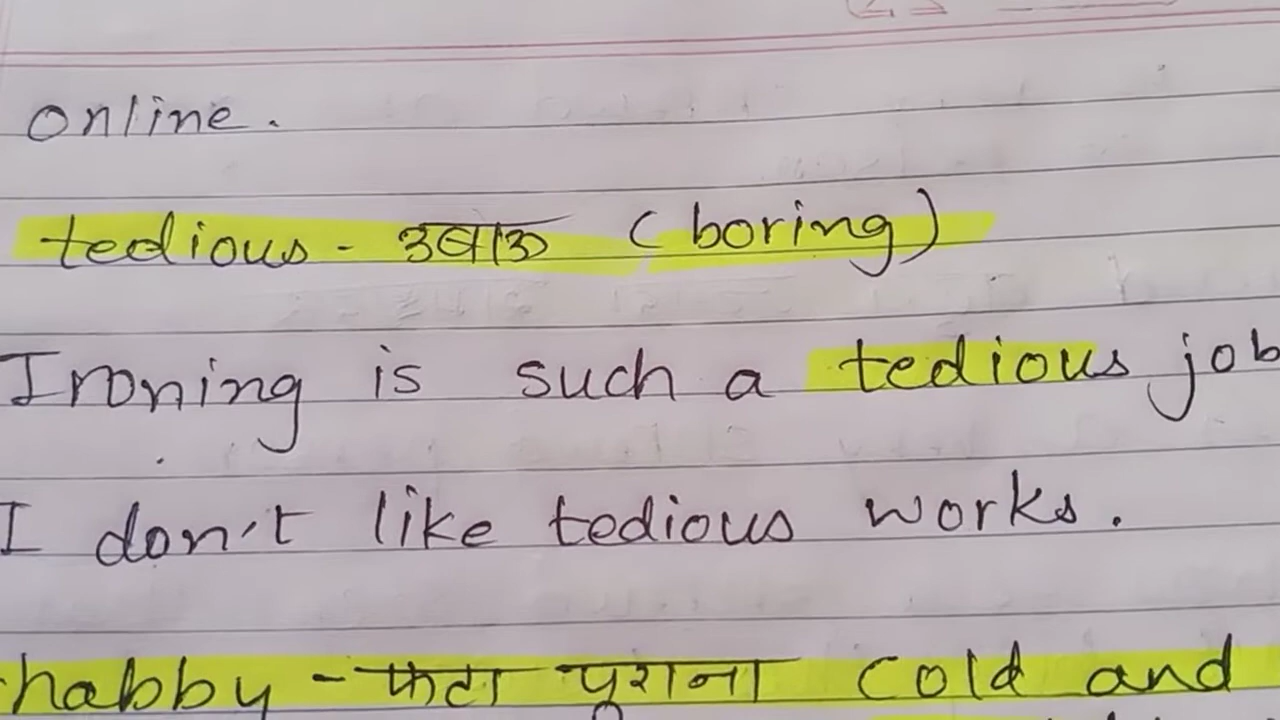 online.
tedious - उबाऊ (boring)
Ironing is such a tedious job
I don't like tedious works.
habby - फटा पूराना cold and